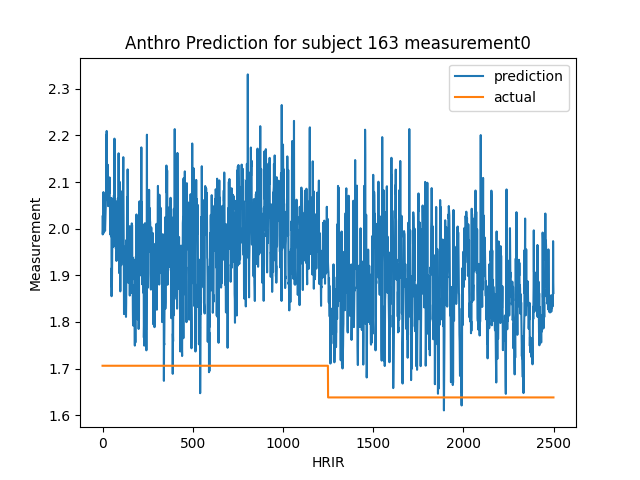 Anthro Prediction for subject 163 measurement0
prediction
actual
Measurement
2.3
2.2
2.1
2.0
1.9
1.8
1.7
1.6
0
500
1000
1500
2000
2500
HRIR